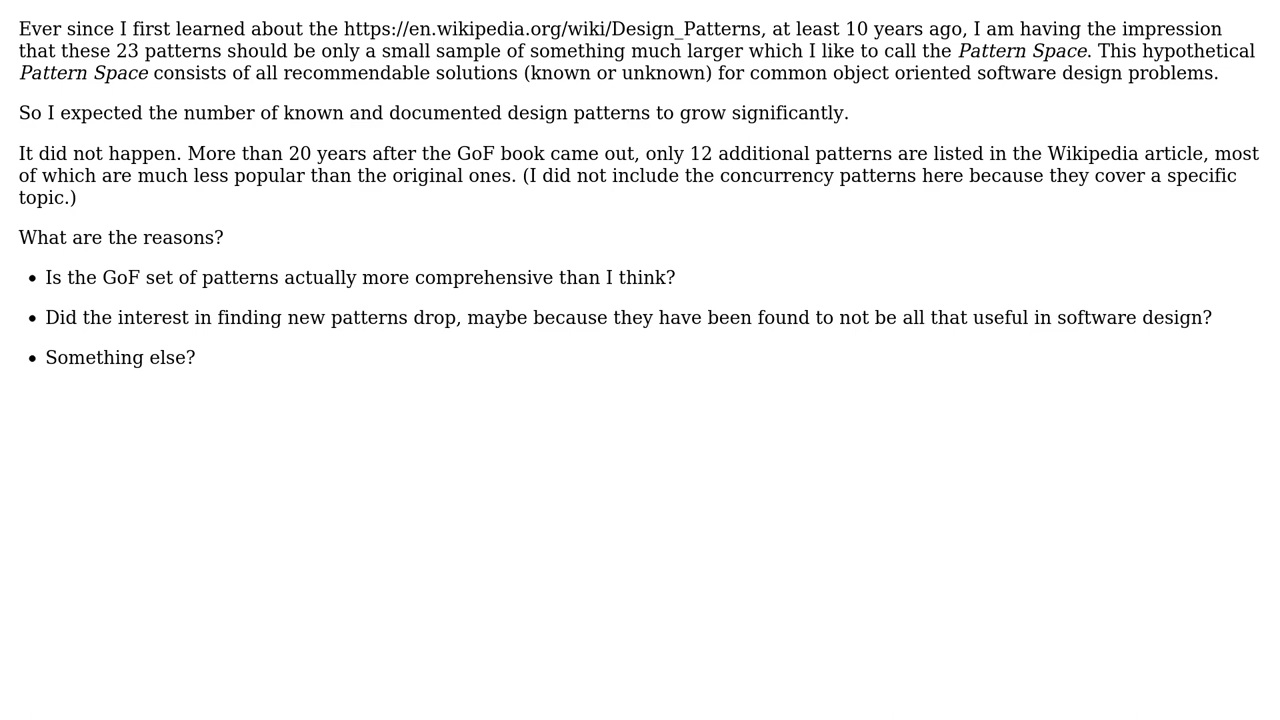 Ever since I first learned about the https://en.wikipedia.org/wiki/Design_Patterns, at least 10 years ago, I am having the impression
that these 23 patterns should be only a small sample of something much larger which I like to call the Pattern Space. This hypothetical
Pattern Space consists of all recommendable solutions (known or unknown) for common object oriented software design problems.
So I expected the number of known and documented design patterns to grow significantly.
It did not happen. More than 20 years after the GoF book came out, only 12 additional patterns are listed in the Wikipedia article, most
of which are much less popular than the original ones. (I did not include the concurrency patterns here because they cover a specific
topic.)
What are the reasons?
• Is the GoF set of patterns actually more comprehensive than I think?
• Did the interest in finding new patterns drop, maybe because they have been found to not be all that useful in software design?
• Something else?